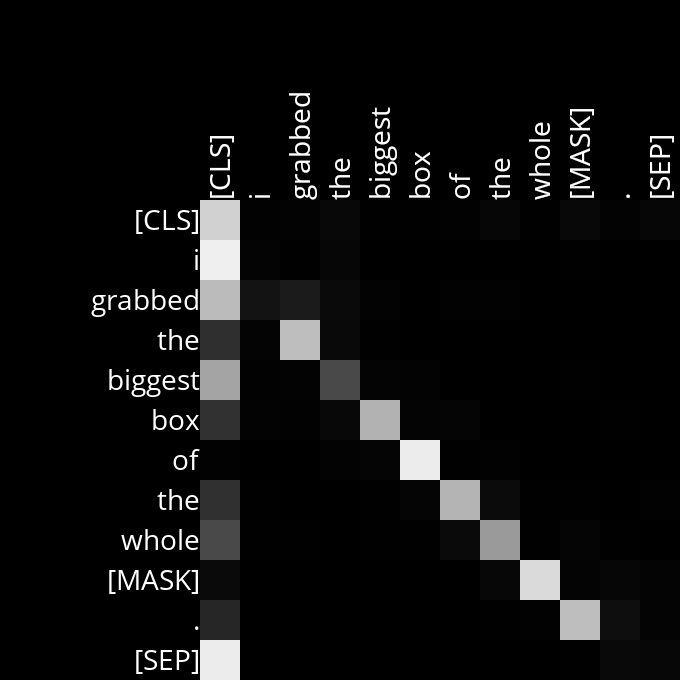 [CLS]
i
grabbed
the
biggest
box
of
the
whole
[MASK]
.
[SEP]
[CLS]
i
grabbed
the
biggest
box
of
the
whole
[MASK]
.
[SEP]